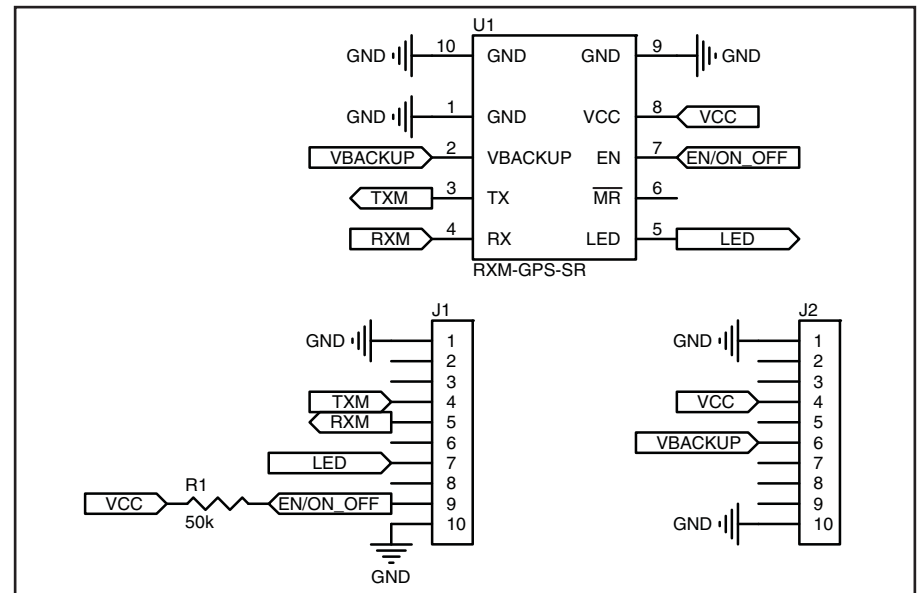 U1
GND 10 GND GND 9 GND
GND 1 GND VCC 8 VCC
VBACKUP 2 VBACKUP EN 7 EN/ON_OFF
TXM 3 TX MR 6
RXM 4 RX LED 5 LED
RXM-GPS-SR
J1
GND 1
2
3
TXM 4
RXM 5
6
LED 7
8
R1
VCC EN/ON_OFF 9
50k
10
GND
J2
GND 1
2
3
VCC 4
5
VBACKUP 6
7
8
9
GND 10